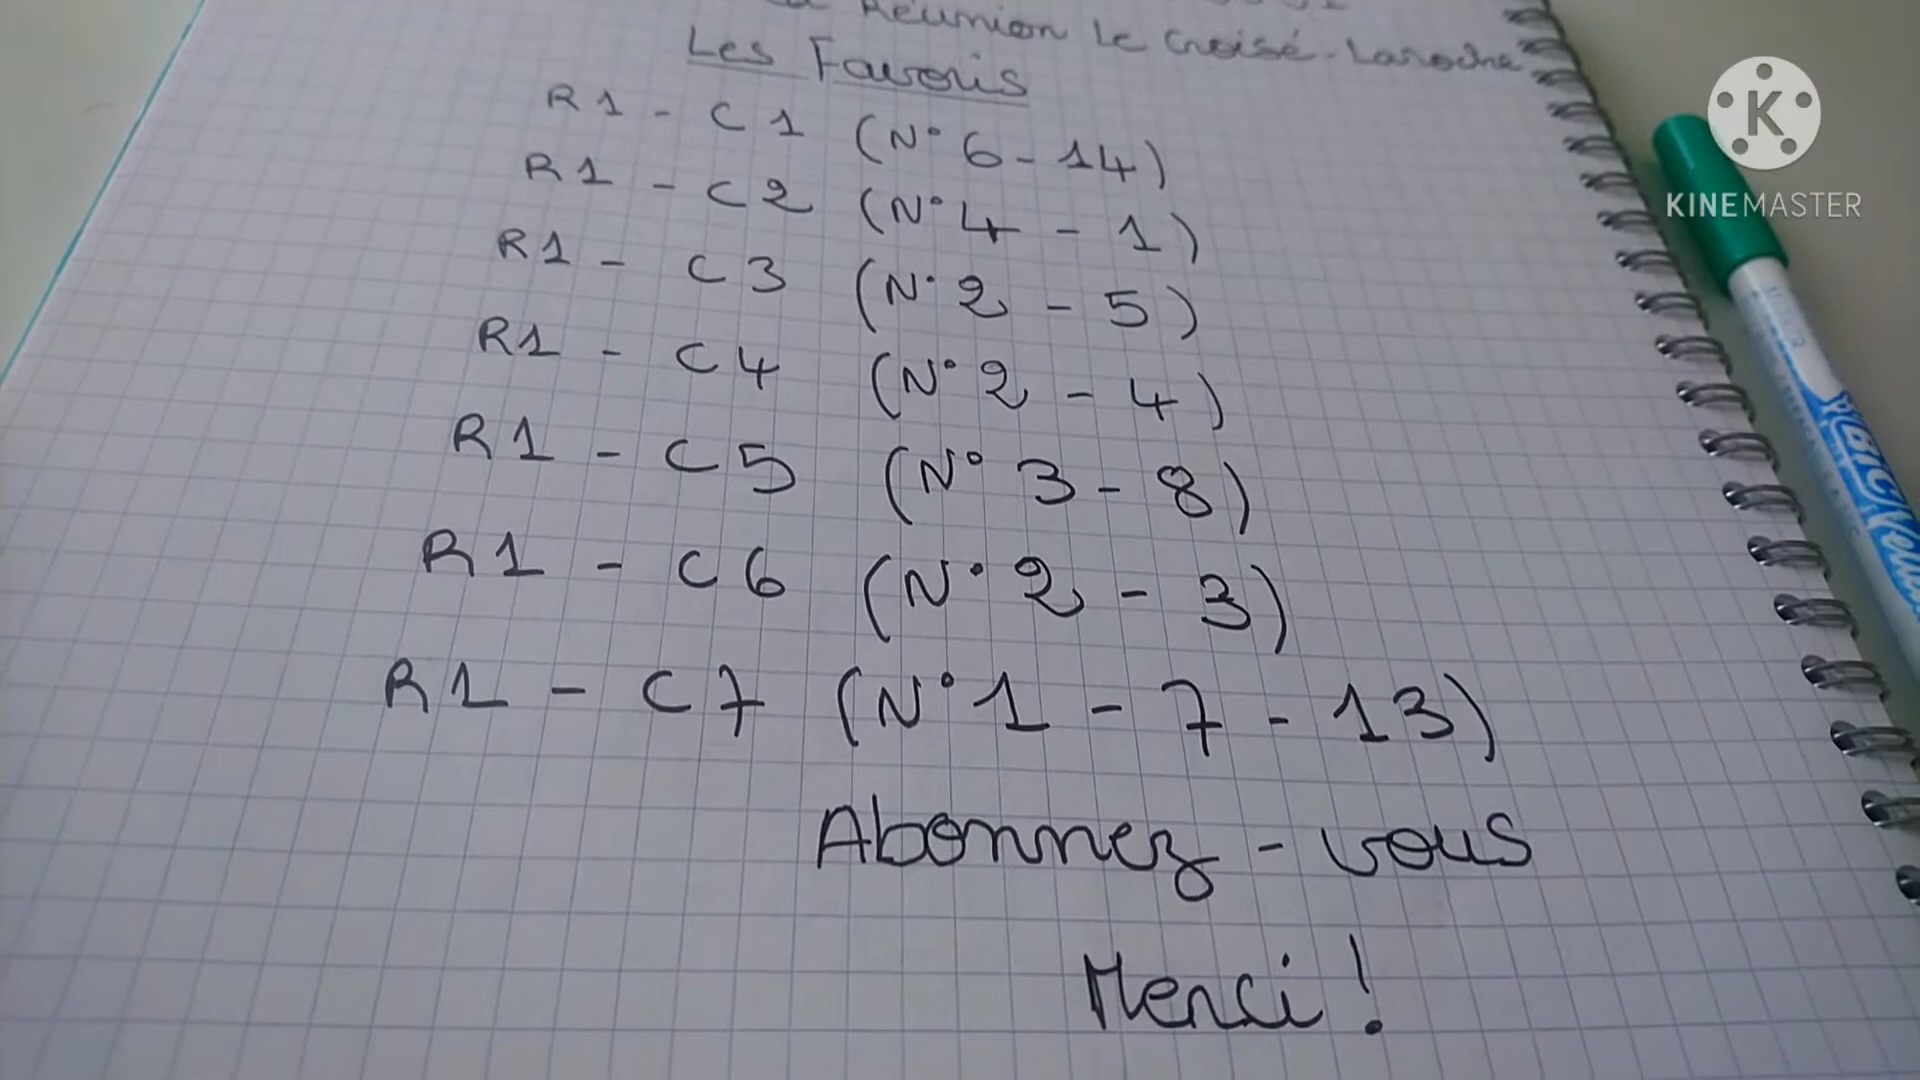 Réunion Le Croisé-Laroche
Les Favoris
R1 - C1 (N° 6 - 14)
R1 - C2 (N° 4 - 1)
R1 - C3 (N° 2 - 5)
R1 - C4 (N° 2 - 4)
R1 - C5 (N° 3 - 8)
R1 - C6 (N° 2 - 3)
R1 - C7 (N° 1 - 7 - 13)
Abonnez-vous
Merci !
KINEMASTER
BIC Velle